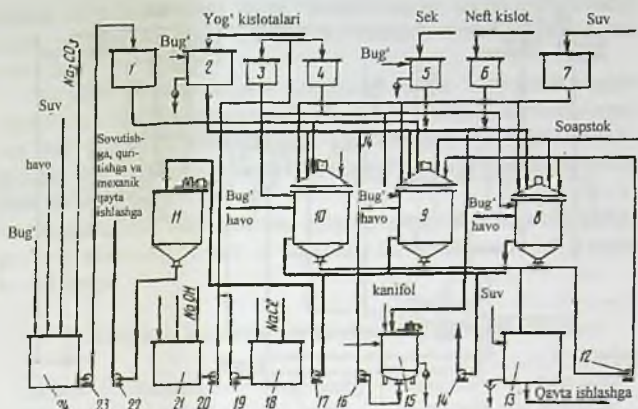 Yog' kislotalari
Sek
Neft kislot.
Suv
Bug'
Bug'
Na₂CO₃
1
2
3
4
5
6
7
Suv
Sovutish-
ga, quri-
tishga va
mexanik
qayta
ishlashga
14
Soapstok
havo
11
Bug'
havo
10
Bug'
havo
9
Bug'
havo
8
Bug'
NaOH
NaCl
kanifol
Suv
24
23
22
21
20
19
18
17
16
15
14
13
12
Qayta ishlashga